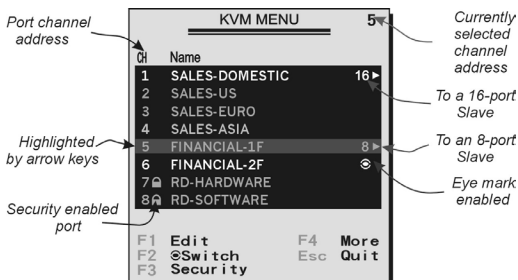 KVM MENU 5
CH Name
1 SALES-DOMESTIC 16
2 SALES-US
3 SALES-EURO
4 SALES-ASIA
5 FINANCIAL-1F 8
6 FINANCIAL-2F
7 RD-HARDWARE
8 RD-SOFTWARE
F1 Edit F4 More
F2 Switch Esc Quit
F3 Security
Port channel
address
Highlighted
by arrow keys
Security enabled
port
Currently
selected
channel
address
To a 16-port
Slave
To an 8-port
Slave
Eye mark
enabled